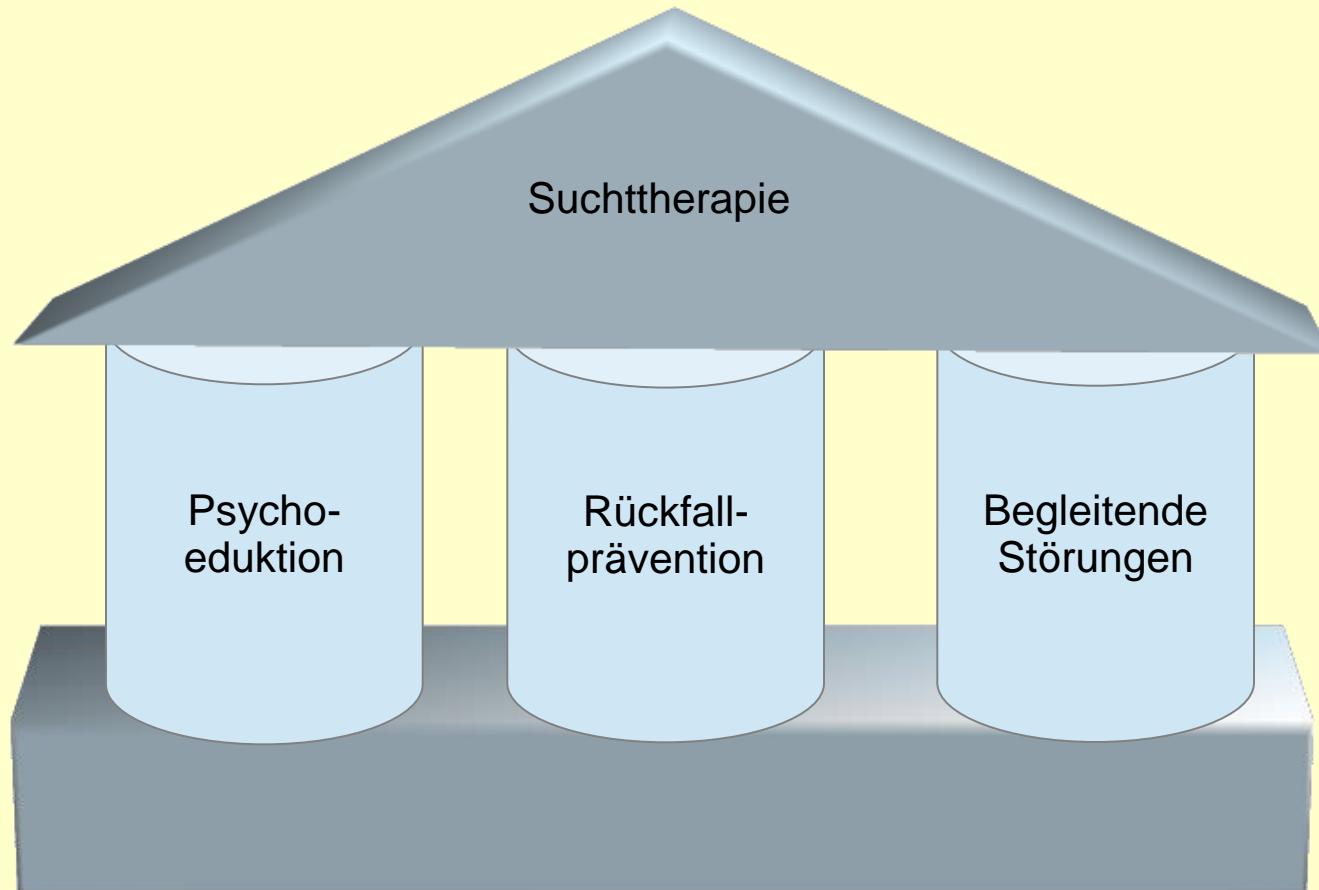 Suchttherapie
Psycho-
eduktion
Rückfall-
prävention
Begleitende
Störungen